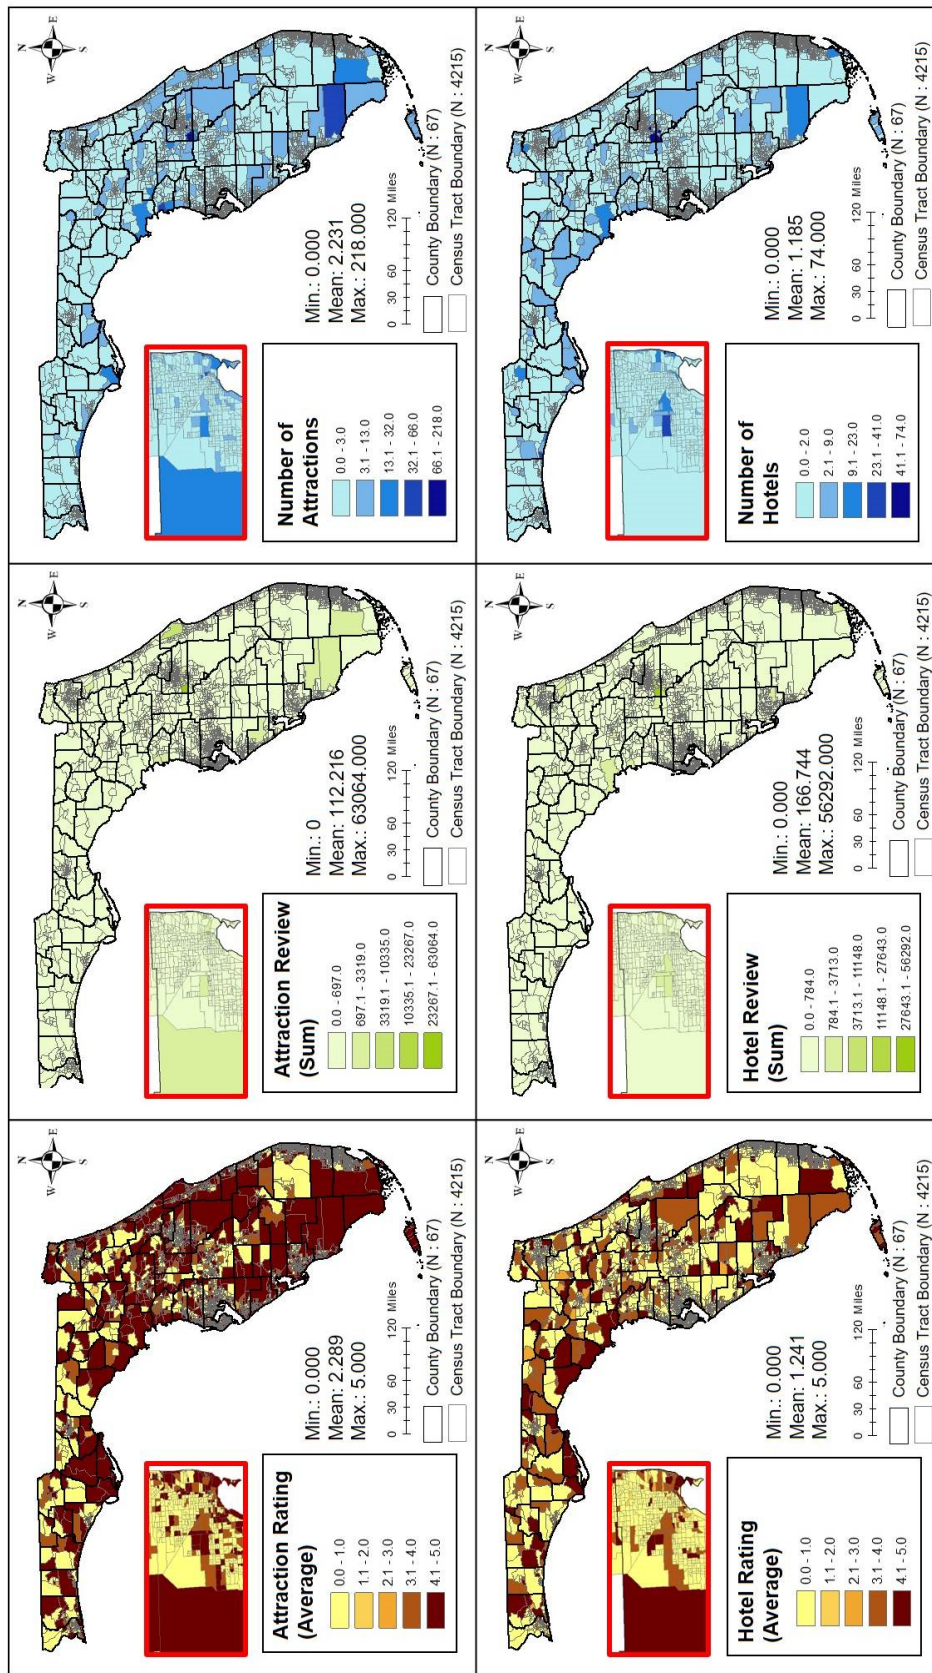 N
W E
S
Attraction Rating
(Average)
0.0 - 1.0
1.1 - 2.0
2.1 - 3.0
3.1 - 4.0
4.1 - 5.0
Min.: 0.000
Mean: 2.289
Max.: 5.000
0 30 60 120 Miles
County Boundary (N : 67)
Census Tract Boundary (N : 4215)
N
W E
S
Attraction Review
(Sum)
0.0 - 697.0
697.1 - 3319.0
3319.1 - 10335.0
10335.1 - 23267.0
23267.1 - 63064.0
Min.: 0
Mean: 112.216
Max.: 63064.000
0 30 60 120 Miles
County Boundary (N : 67)
Census Tract Boundary (N : 4215)
N
W E
S
Number of
Attractions
0.0 - 3.0
3.1 - 13.0
13.1 - 32.0
32.1 - 66.0
66.1 - 218.0
Min.: 0.000
Mean: 2.231
Max.: 218.000
0 30 60 120 Miles
County Boundary (N : 67)
Census Tract Boundary (N : 4215)
N
W E
S
Hotel Rating
(Average)
0.0 - 1.0
1.1 - 2.0
2.1 - 3.0
3.1 - 4.0
4.1 - 5.0
Min.: 0.000
Mean: 1.241
Max.: 5.000
0 30 60 120 Miles
County Boundary (N : 67)
Census Tract Boundary (N : 4215)
N
W E
S
Hotel Review
(Sum)
0.0 - 784.0
784.1 - 3713.0
3713.1 - 11148.0
11148.1 - 27643.0
27643.1 - 56292.0
Min.: 0.000
Mean: 166.744
Max.: 56292.000
0 30 60 120 Miles
County Boundary (N : 67)
Census Tract Boundary (N : 4215)
N
W E
S
Number of
Hotels
0.0 - 2.0
2.1 - 9.0
9.1 - 23.0
23.1 - 41.0
41.1 - 74.0
Min.: 0.000
Mean: 1.185
Max.: 74.000
0 30 60 120 Miles
County Boundary (N : 67)
Census Tract Boundary (N : 4215)